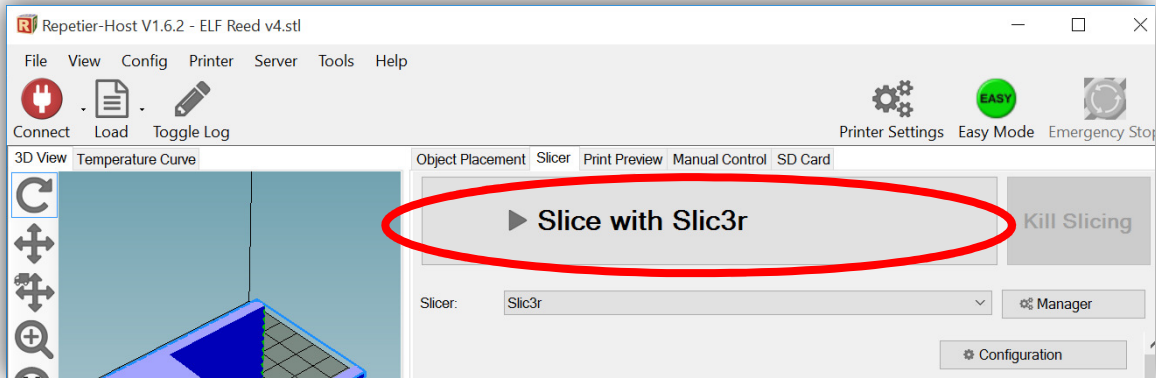 Repetier-Host V1.6.2 - ELF Reed v4.stl
File View Config Printer Server Tools Help
Connect Load Toggle Log Printer Settings Easy Mode Emergency Stop
EASY
3D View Temperature Curve Object Placement Slicer Print Preview Manual Control SD Card
Slice with Slic3r Kill Slicing
Slicer: Slic3r Manager
Configuration